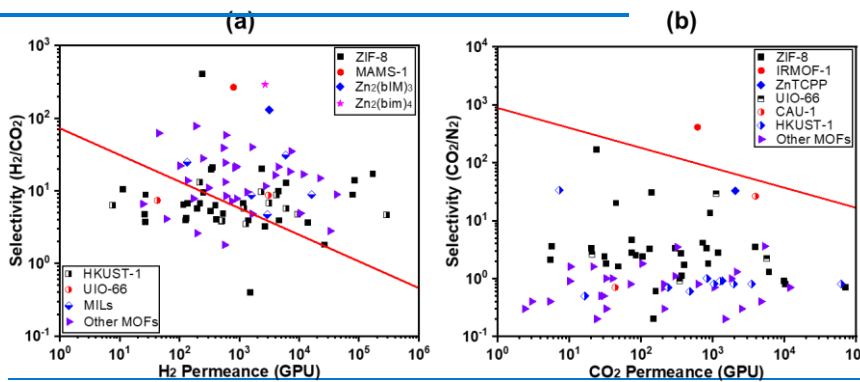 (a)
(b)
10³
10²
10¹
10⁰
10⁻¹
Selectivity (H₂/CO₂)
ZIF-8
MAMS-1
Zn₂(bIM)₃
Zn₂(bim)₄
HKUST-1
UIO-66
MILs
Other MOFs
10⁰ 10¹ 10² 10³ 10⁴ 10⁵ 10⁶
H₂ Permeance (GPU)
10⁴
10³
10²
10¹
10⁰
10⁻¹
Selectivity (CO₂/N₂)
ZIF-8
IRMOF-1
ZnTCPP
UIO-66
CAU-1
HKUST-1
Other MOFs
10⁰ 10¹ 10² 10³ 10⁴
CO₂ Permeance (GPU)